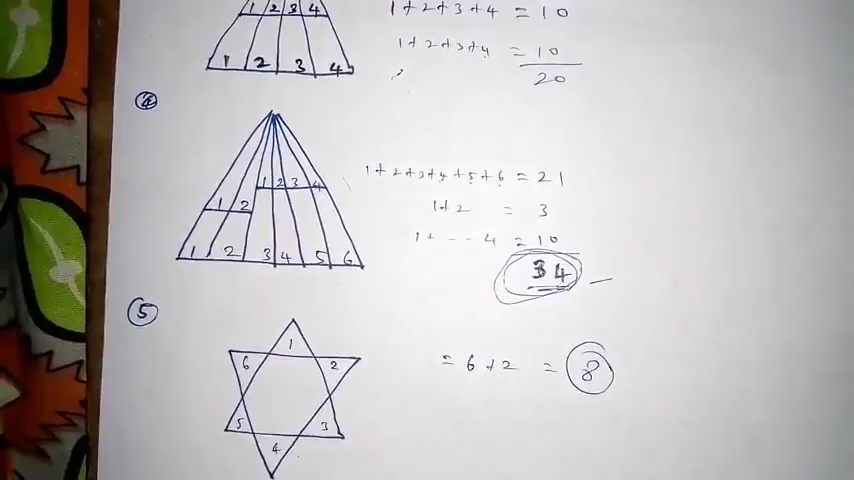 1 2 3 4
1+2+3+4 = 10
1+2+3+4 = 10
1 2 3 4
20
4
1+2+3+4+5+6 = 21
1 2 3 4
1 2
1+2 = 3
1+ --- 4 = 10
1 2 3 4 5 6
34
5
1
6 2
= 6+2 = 8
5 3
4